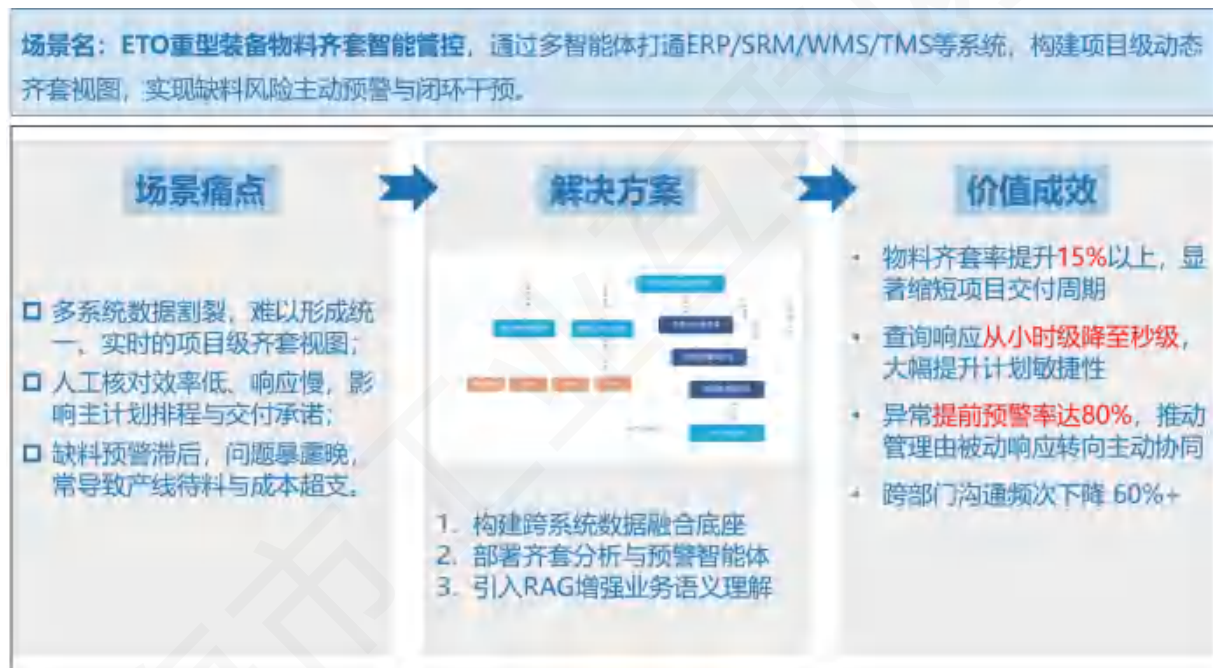 场景名：ETO重型装备物料齐套智能管控，通过多智能体打通ERP/SRM/WMS/TMS等系统，构建项目级动态
齐套视图，实现缺料风险主动预警与闭环干预。
场景痛点
多系统数据割裂，难以形成统
一、实时的项目级齐套视图；
人工核对效率低、响应慢，影
响主计划排程与交付承诺；
缺料预警滞后，问题暴露晚，
常导致产线待料与成本超支。
解决方案
1. 构建跨系统数据融合底座
2. 部署齐套分析与预警智能体
3. 引入RAG增强业务语义理解
价值成效
• 物料齐套率提升15%以上，显
著缩短项目交付周期
• 查询响应从小时级降至秒级，
大幅提升计划敏捷性
• 异常提前预警率达80%，推动
管理由被动响应转向主动协同
• 跨部门沟通频次下降 60%+